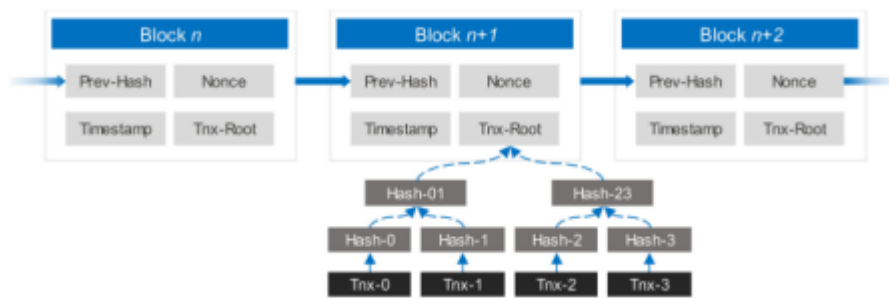 Block n Block n+1 Block n+2
Prev-Hash Nonce Prev-Hash Nonce Prev-Hash Nonce
Timestamp Tnx-Root Timestamp Tnx-Root Timestamp Tnx-Root
Hash-01 Hash-23
Hash-0 Hash-1 Hash-2 Hash-3
Tnx-0 Tnx-1 Tnx-2 Tnx-3